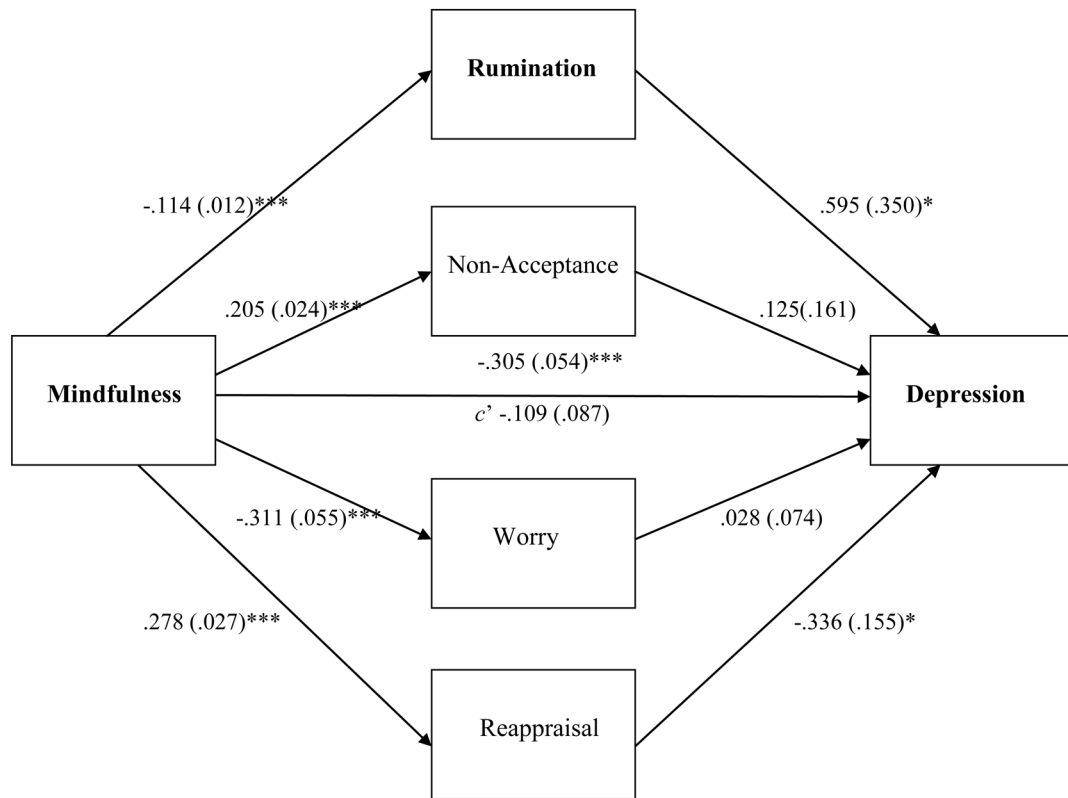 Rumination
-.114 (.012)***
.595 (.350)*
Non-Acceptance
.205 (.024)***
.125(.161)
-.305 (.054)***
Mindfulness
Depression
c’ -.109 (.087)
-.311 (.055)***
.028 (.074)
Worry
.278 (.027)***
-.336 (.155)*
Reappraisal